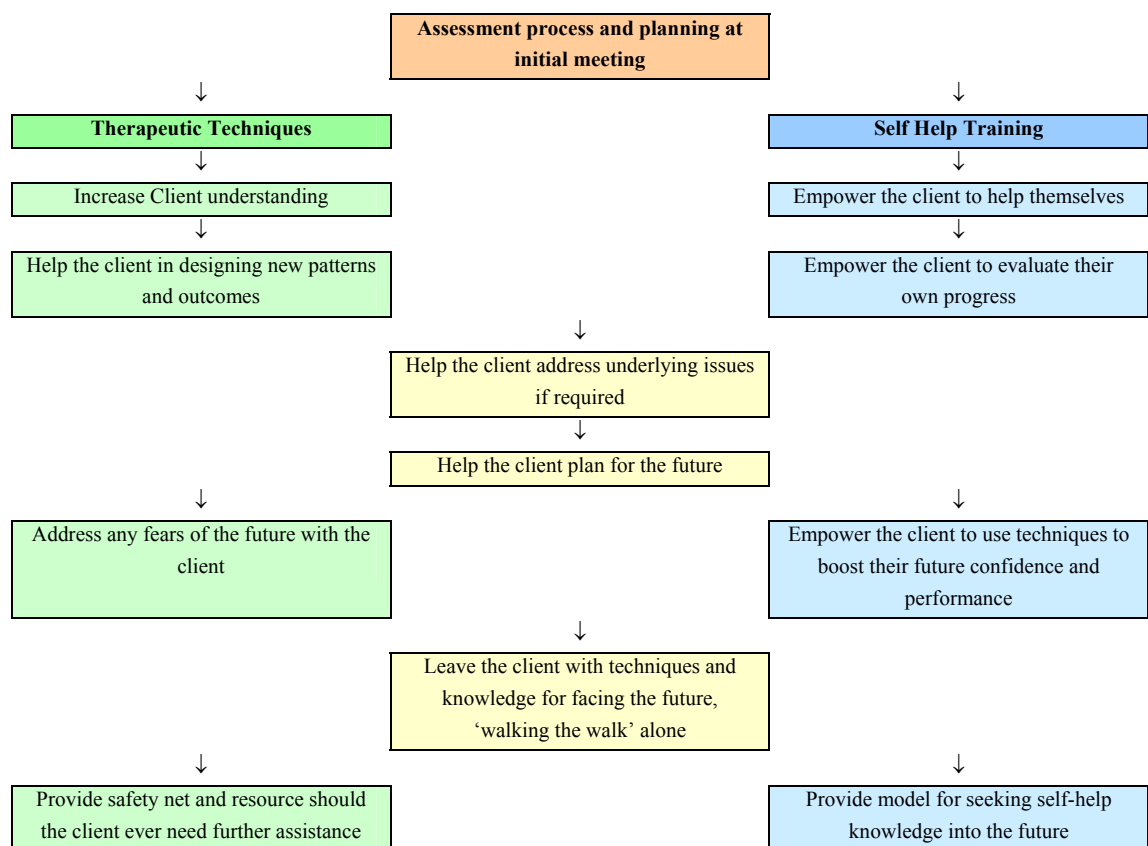 Assessment process and planning at
initial meeting
↓ ↓
Therapeutic Techniques
Self Help Training
↓ ↓
Increase Client understanding
Empower the client to help themselves
↓ ↓
Help the client in designing new patterns
and outcomes
Empower the client to evaluate their
own progress
↓
Help the client address underlying issues
if required
↓
Help the client plan for the future
↓ ↓
Address any fears of the future with the
client
Empower the client to use techniques to
boost their future confidence and
performance
↓
Leave the client with techniques and
knowledge for facing the future,
‘walking the walk’ alone
↓ ↓
Provide safety net and resource should
the client ever need further assistance
Provide model for seeking self-help
knowledge into the future